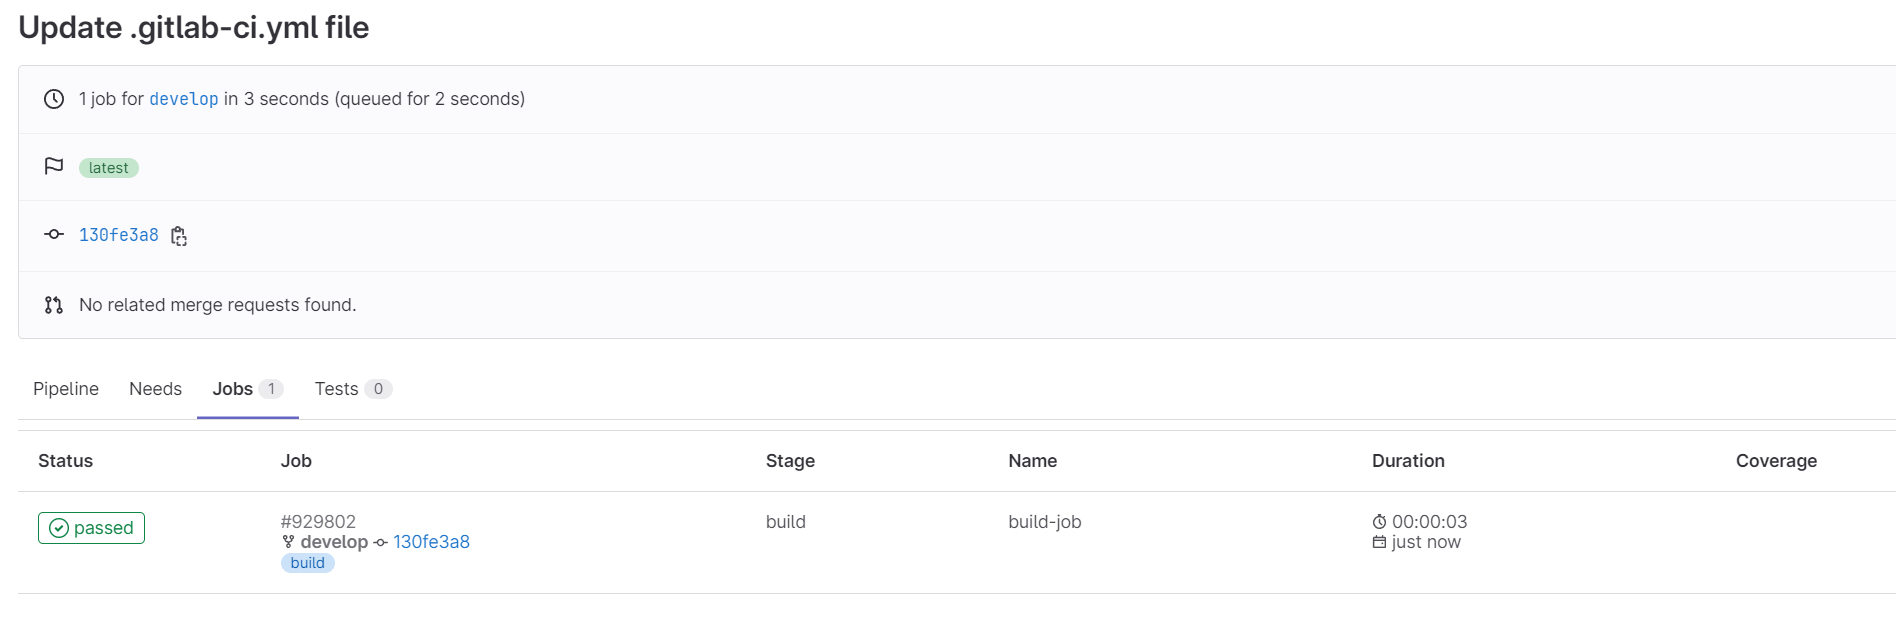 Update .gitlab-ci.yml file
1 job for develop in 3 seconds (queued for 2 seconds)
latest
130fe3a8
No related merge requests found.
Pipeline Needs Jobs 1 Tests 0
Status Job Stage Name Duration Coverage
passed #929802 build build-job 00:00:03
develop 130fe3a8 just now
build